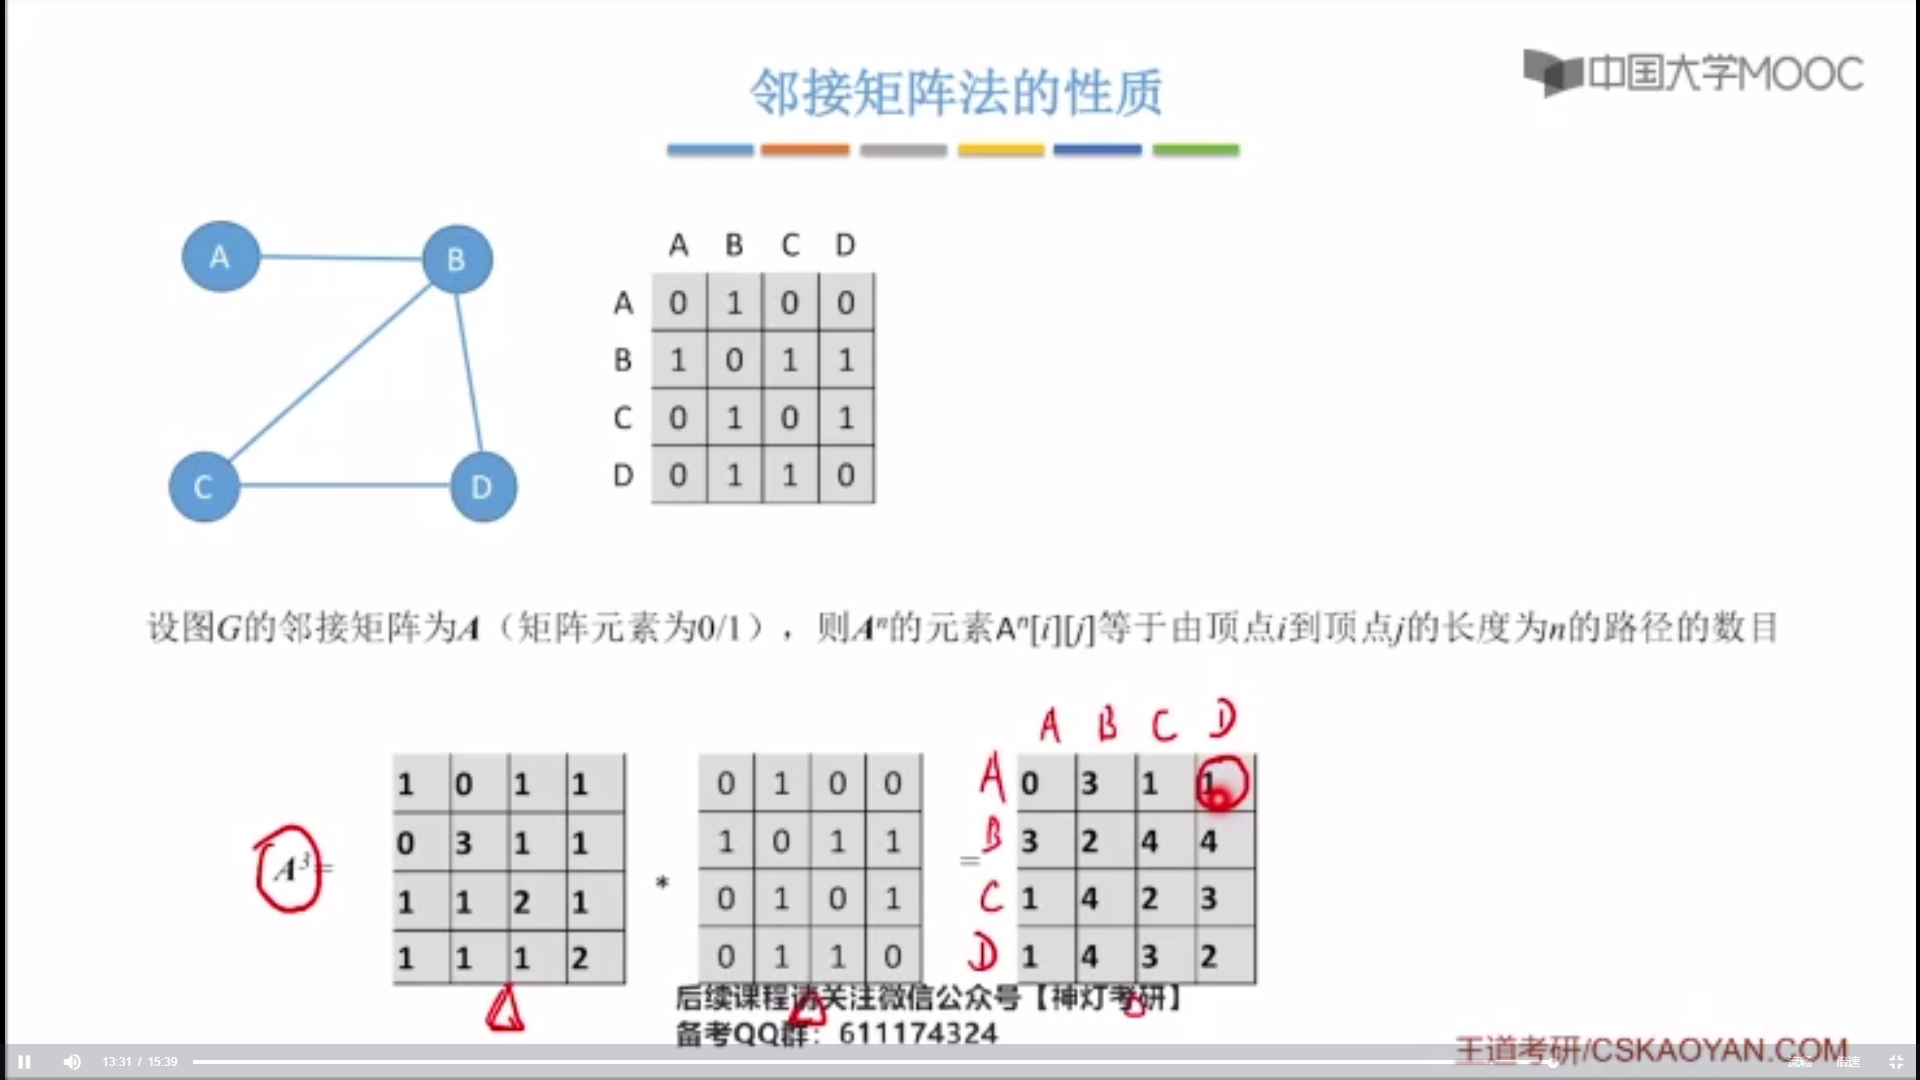 中国大学MOOC
邻接矩阵法的性质
A B
C D
A B C D
A 0 1 0 0
B 1 0 1 1
C 0 1 0 1
D 0 1 1 0
设图G的邻接矩阵为A（矩阵元素为0/1），则Aⁿ的元素Aⁿ[i][j]等于由顶点i到顶点j的长度为n的路径的数目
A B C D
A³=
1 0 1 1
0 3 1 1
1 1 2 1
1 1 1 2
*
0 1 0 0
1 0 1 1
0 1 0 1
0 1 1 0
=
A 0 3 1 1
B 3 2 4 4
C 1 4 2 3
D 1 4 3 2
后续课程请关注微信公众号【神灯考研】
备考QQ群：611174324
王道考研/CSKAOYAN.COM
13:31 / 15:39
倍速